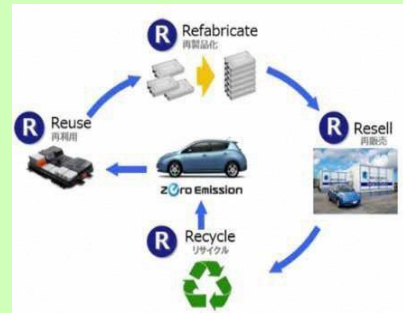 R Refabricate
再製品化
R Reuse
再利用
R Resell
再販売
Zero Emission
R Recycle
リサイクル